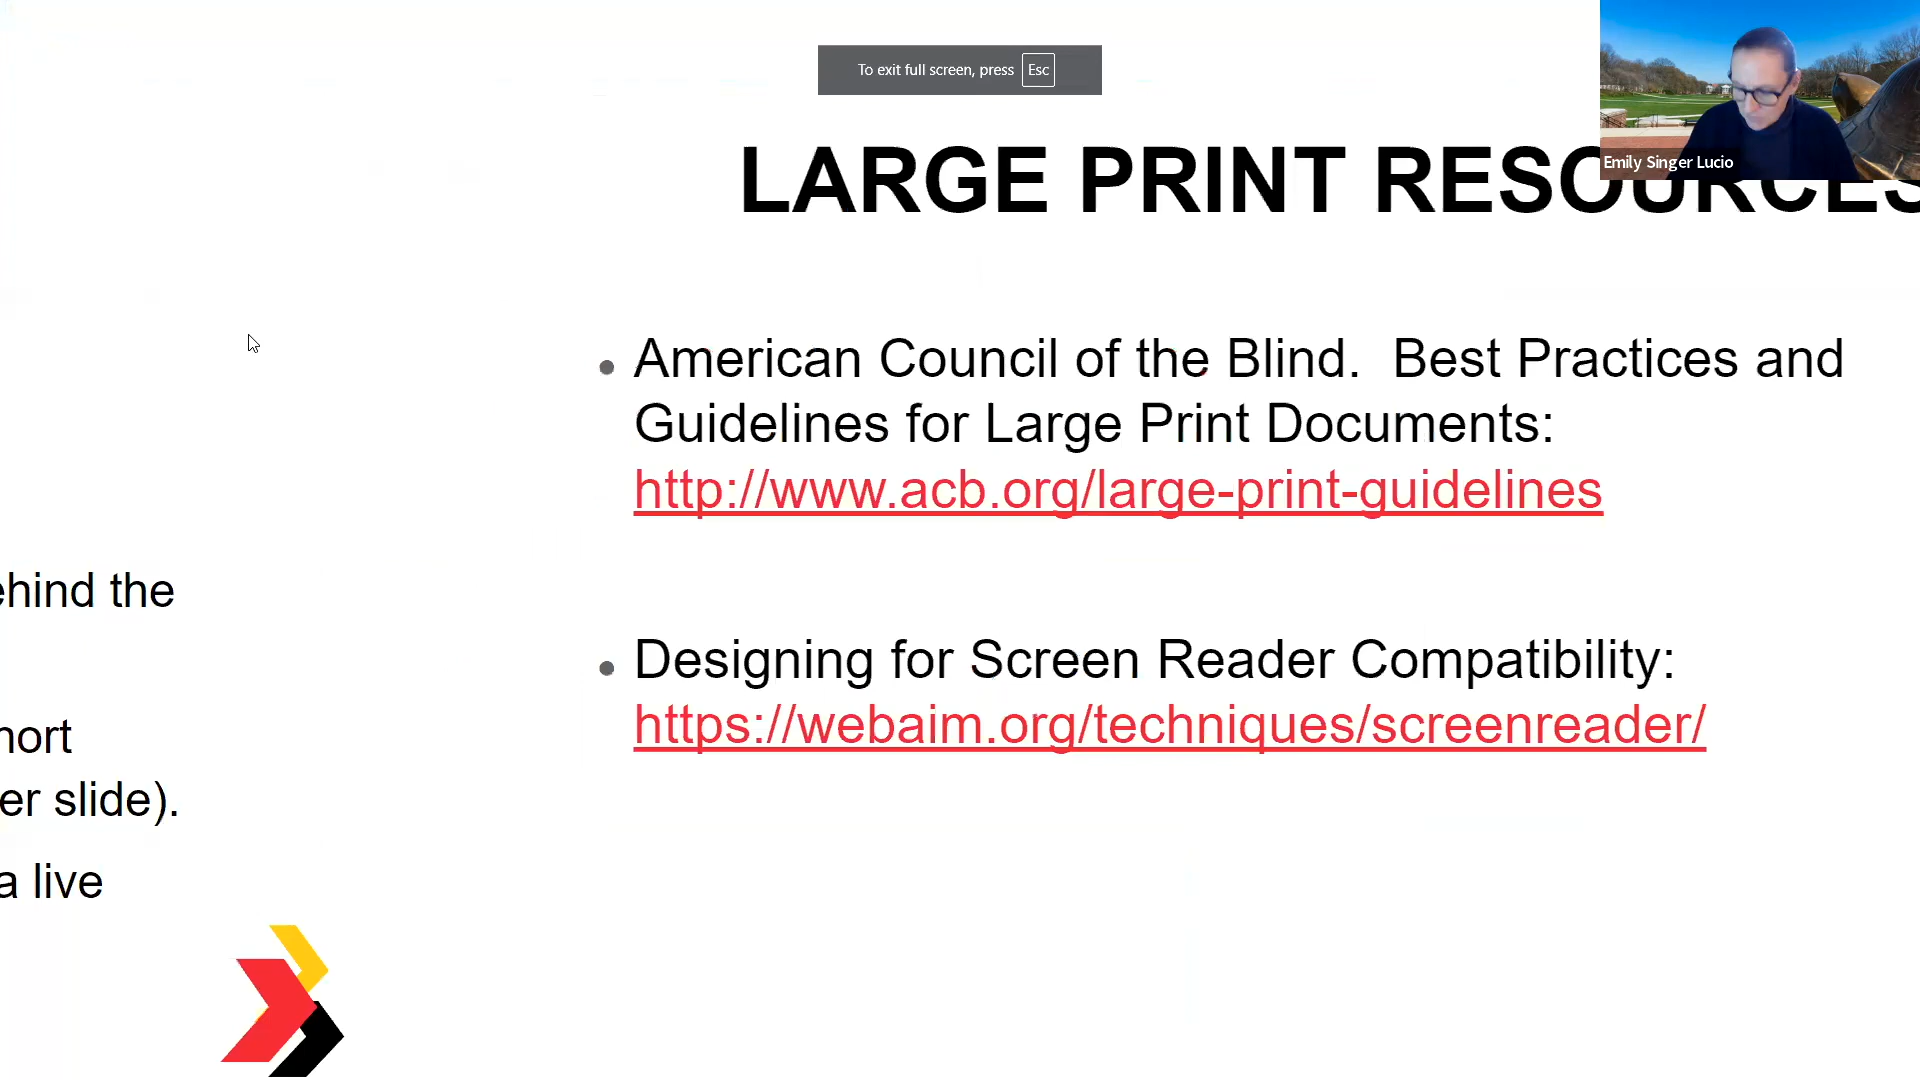 To exit full screen, press Esc
Emily Singer Lucio
LARGE PRINT RESOURCES
American Council of the Blind.  Best Practices and
Guidelines for Large Print Documents:
http://www.acb.org/large-print-guidelines
Designing for Screen Reader Compatibility:
https://webaim.org/techniques/screenreader/
ehind the
hort
er slide).
a live